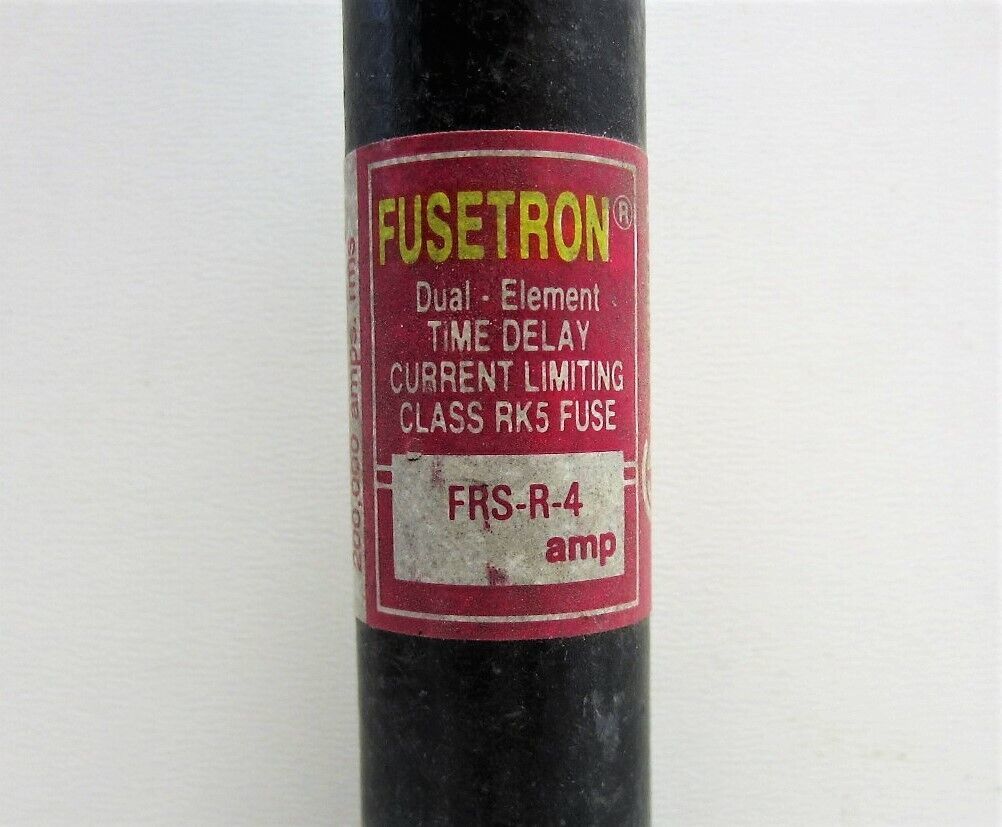 FUSETRON®
Dual - Element
TIME DELAY
CURRENT LIMITING
CLASS RK5 FUSE
FRS-R-4
amp
200,000 amps. rms